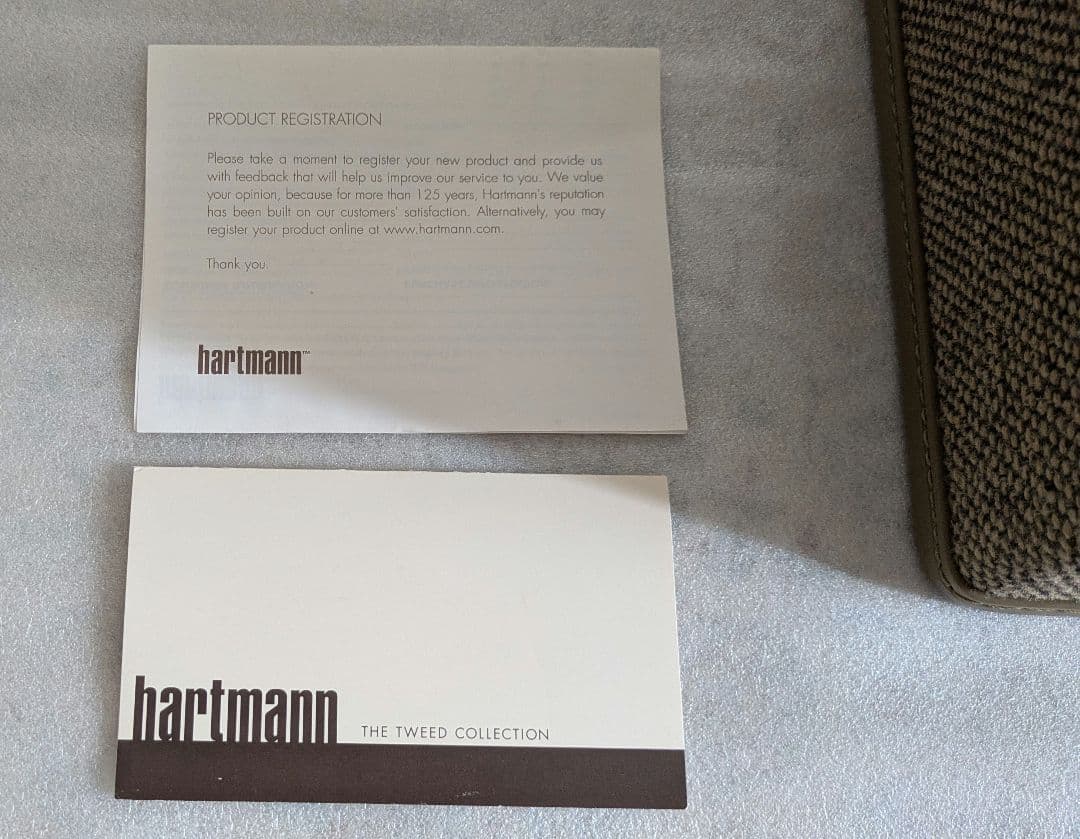 PRODUCT REGISTRATION
Please take a moment to register your new product and provide us
with feedback that will help us improve our service to you. We value
your opinion, because for more than 125 years, Hartmann's reputation
has been built on our customers' satisfaction. Alternatively, you may
register your product online at www.hartmann.com.
Thank you.
hartmann™
hartmann THE TWEED COLLECTION